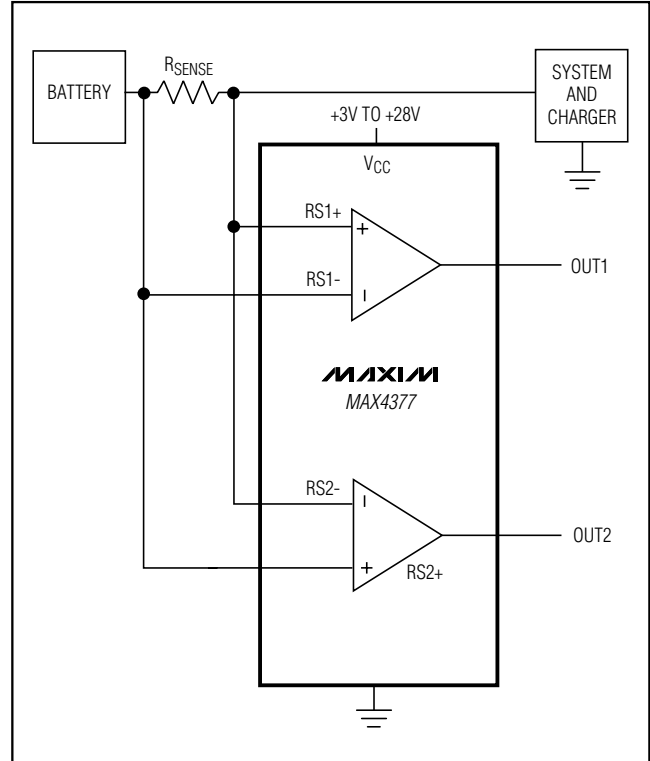 BATTERY
RSENSE
SYSTEM
AND
CHARGER
+3V TO +28V
VCC
RS1+
+
RS1-
OUT1
MAXIM
MAX4377
RS2-
OUT2
+
RS2+